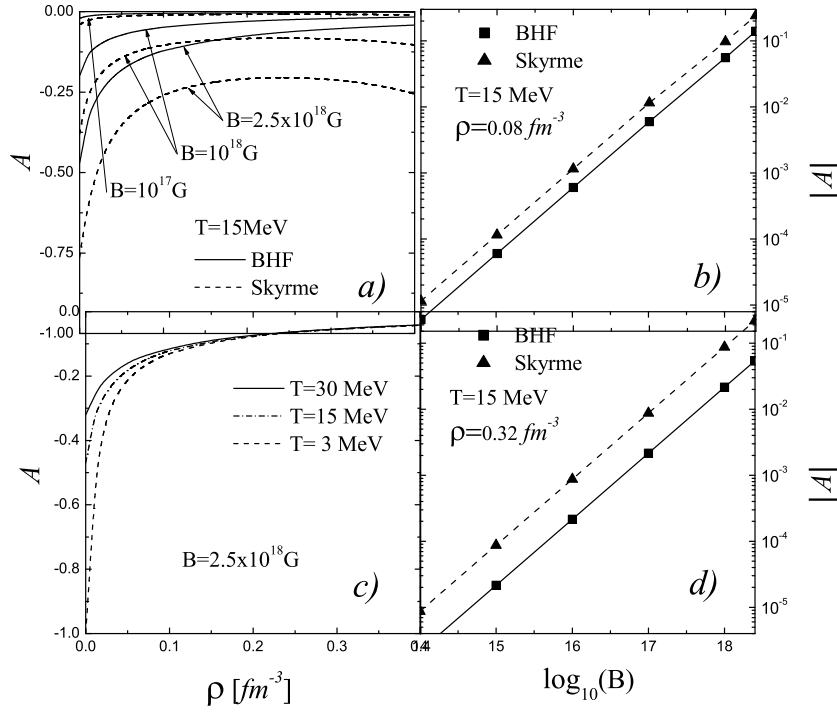 0.00
-0.25
-0.50
-0.75
-1.00
A
B=2.5x10^18G
B=10^18G
B=10^17G
T=15MeV
BHF
Skyrme
a)
BHF
Skyrme
T=15 MeV
ρ=0.08 fm^-3
b)
10^-1
10^-2
10^-3
10^-4
10^-5
|A|
0.0
-0.2
-0.4
-0.6
-0.8
-1.0
A
T=30 MeV
T=15 MeV
T= 3 MeV
B=2.5x10^18G
c)
0.0 0.1 0.2 0.3
ρ [fm^-3]
BHF
Skyrme
T=15 MeV
ρ=0.32 fm^-3
d)
10^-1
10^-2
10^-3
10^-4
10^-5
|A|
15 16 17 18
log10(B)